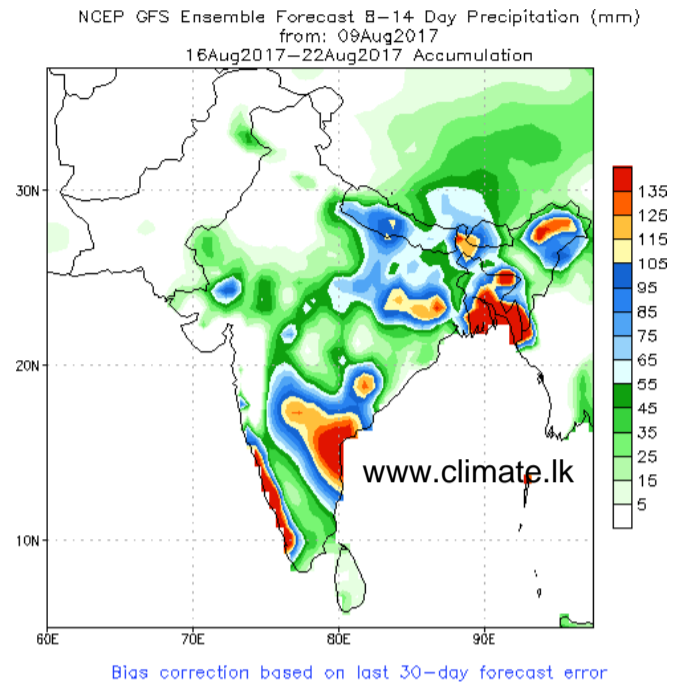 NCEP GFS Ensemble Forecast 8-14 Day Precipitation (mm)
from: 09Aug2017
16Aug2017-22Aug2017 Accumulation
30N
20N
10N
60E
70E
80E
90E
135
125
115
105
95
85
75
65
55
45
35
25
15
5
www.climate.lk
Bias correction based on last 30-day forecast error